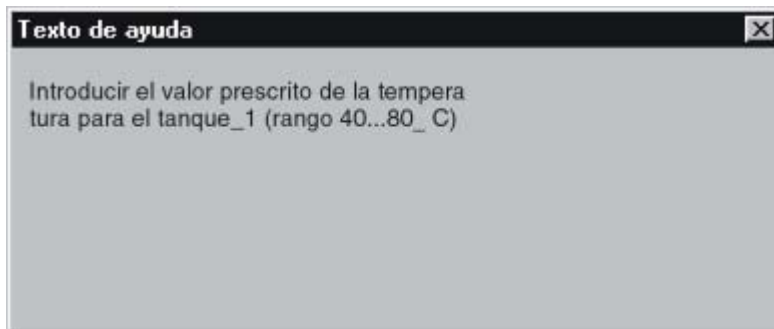 Texto de ayuda
Introducir el valor prescrito de la tempera
tura para el tanque_1 (rango 40...80_ C)